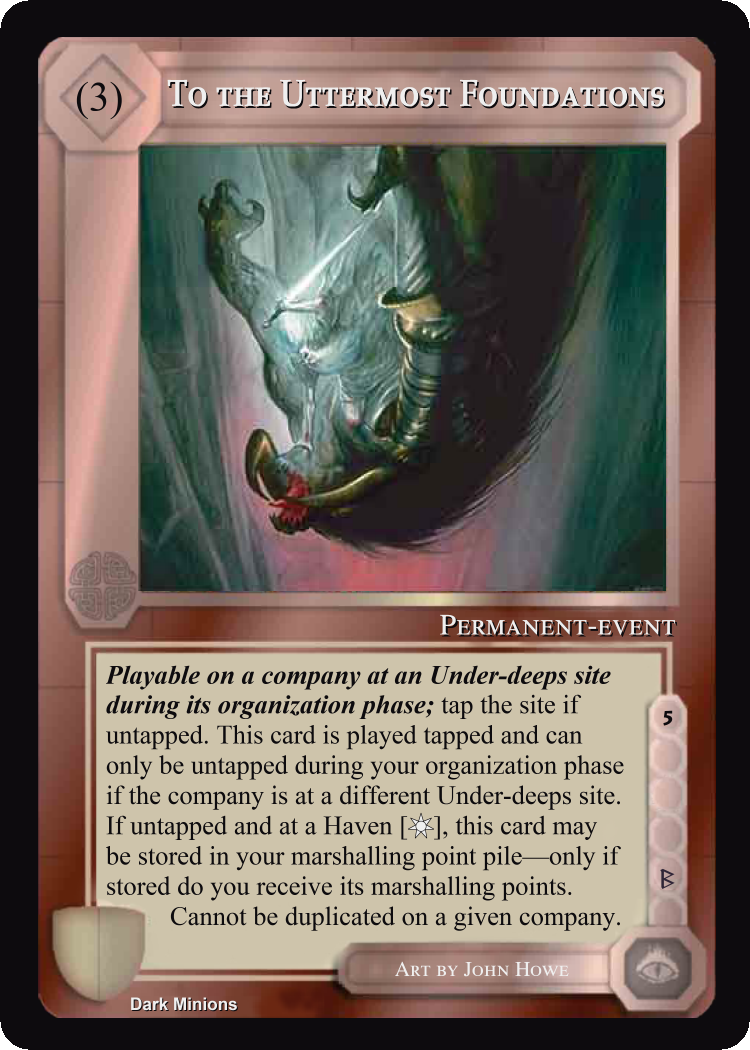 (3)
TO THE UTTERMOST FOUNDATIONS
PERMANENT-EVENT
Playable on a company at an Under-deeps site
during its organization phase; tap the site if
untapped. This card is played tapped and can
only be untapped during your organization phase
if the company is at a different Under-deeps site.
If untapped and at a Haven [], this card may
be stored in your marshalling point pile—only if
stored do you receive its marshalling points.
Cannot be duplicated on a given company.
5
ᛒ
ART BY JOHN HOWE
Dark Minions